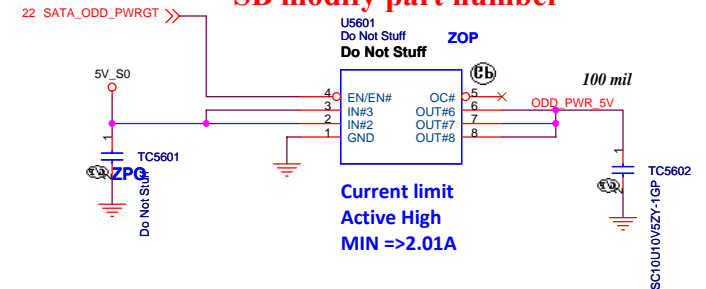 SB modify part number
22 SATA_ODD_PWRGT
U5601
Do Not Stuff
Do Not Stuff
ZOP
5V_S0
100 mil
4 EN/EN# OC# 5
3 IN#3 OUT#6 6
2 IN#2 OUT#7 7
1 GND OUT#8 8
ODD_PWR_5V
1
TC5601
ZPO
Do Not Stuff
1
TC5602
SC10U10V5ZY-1GP
Current limit
Active High
MIN =>2.01A